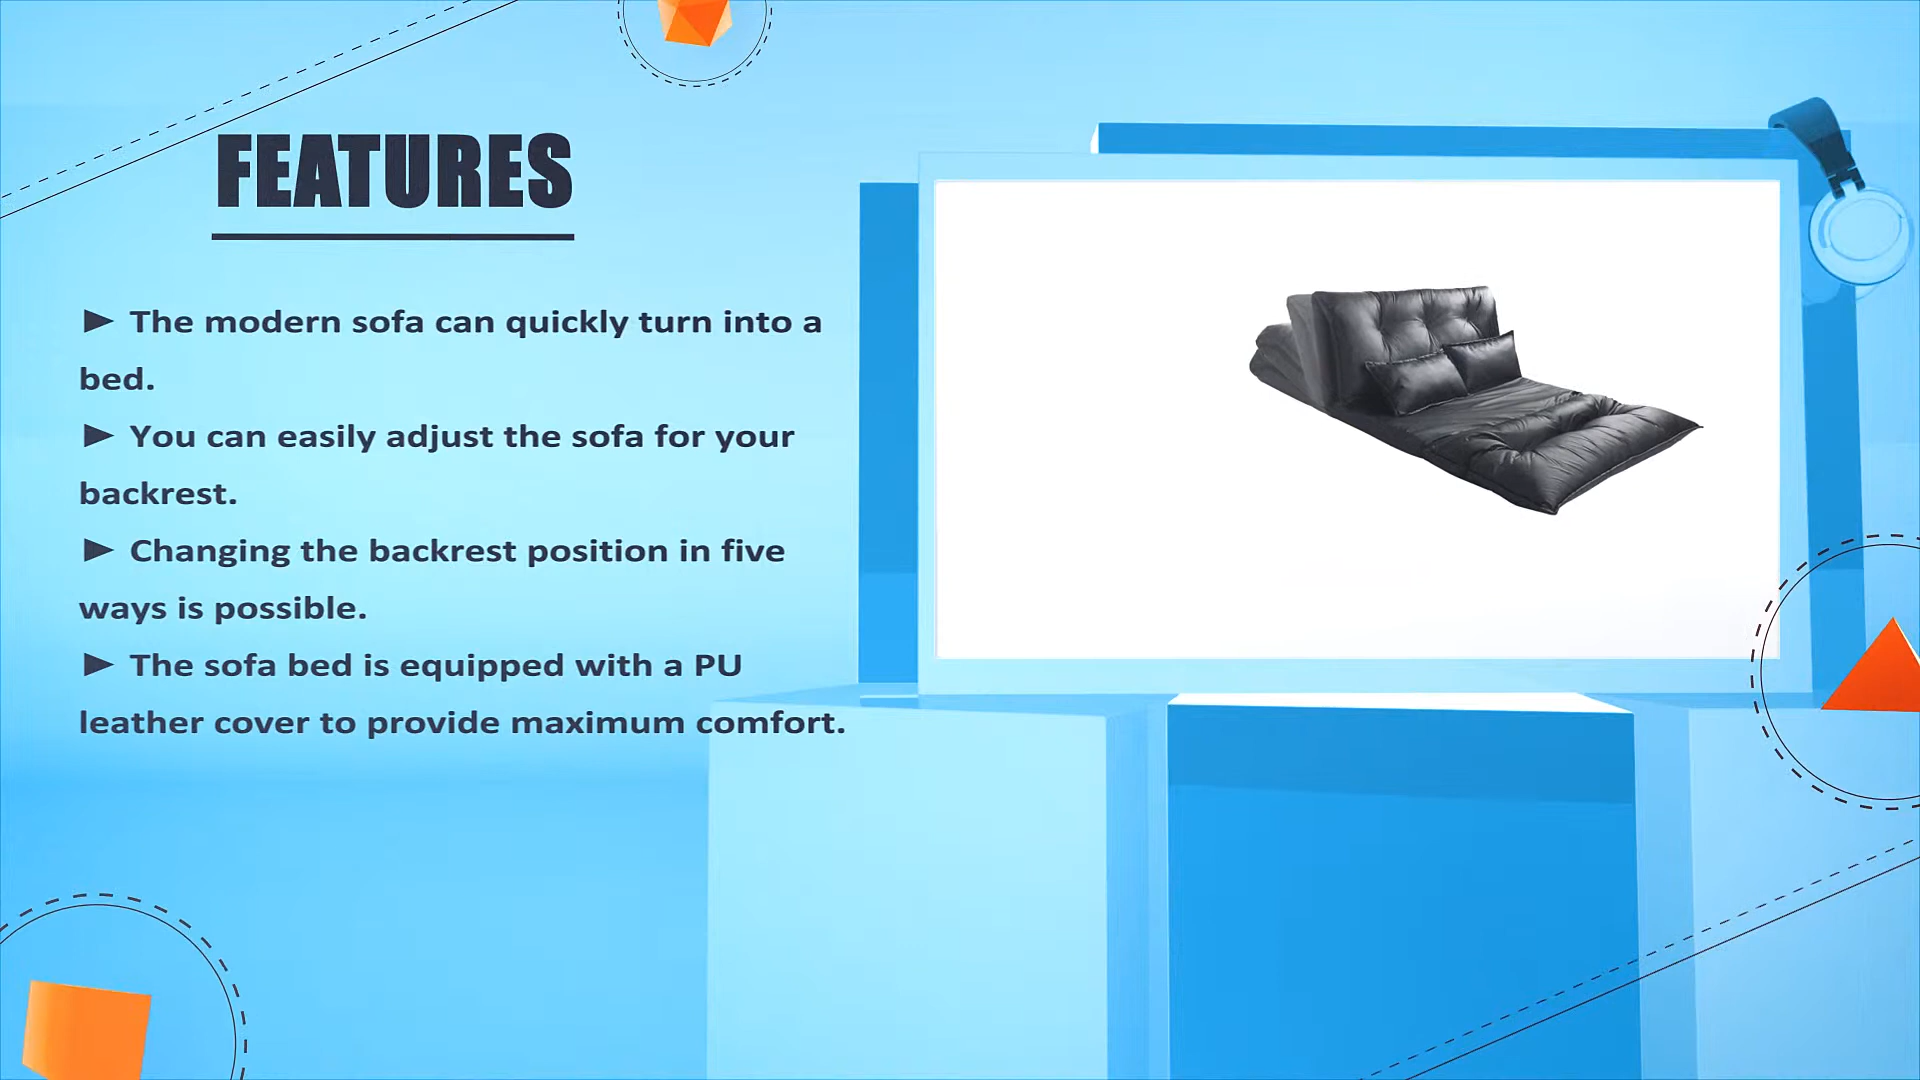 FEATURES
► The modern sofa can quickly turn into a
bed.
► You can easily adjust the sofa for your
backrest.
► Changing the backrest position in five
ways is possible.
► The sofa bed is equipped with a PU
leather cover to provide maximum comfort.